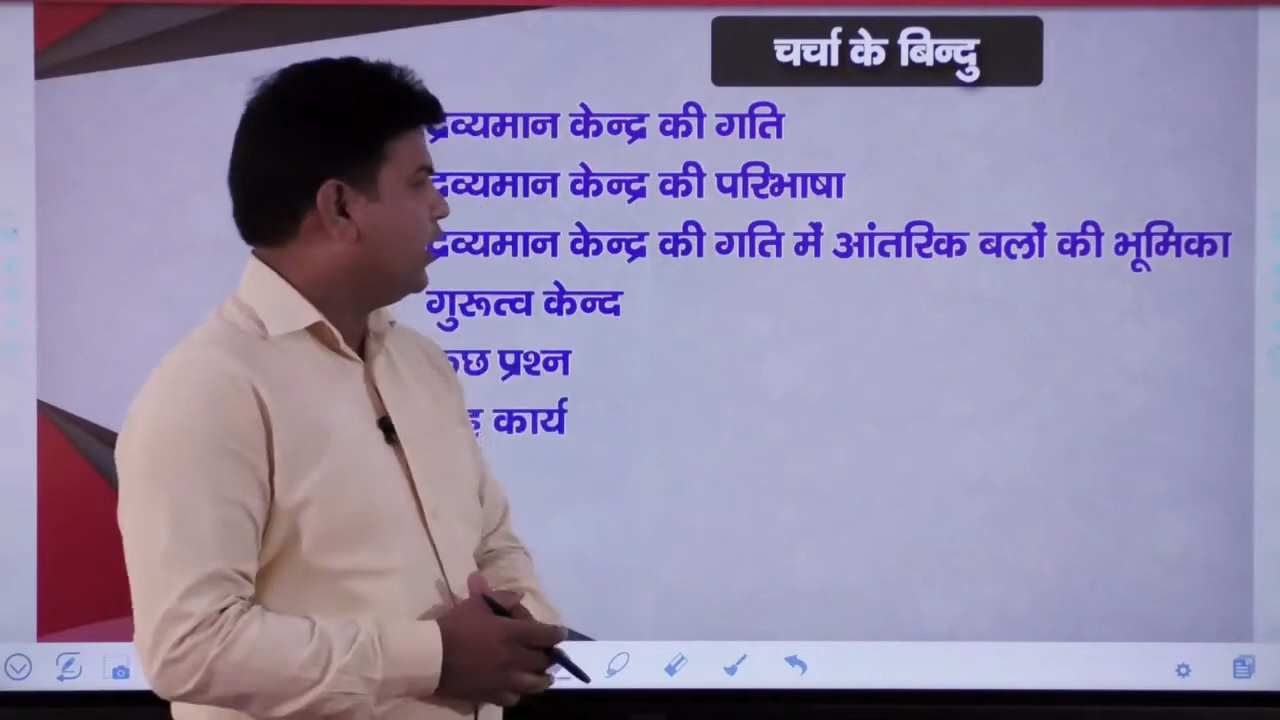 चर्चा के बिन्दु
द्रव्यमान केन्द्र की गति
द्रव्यमान केन्द्र की परिभाषा
द्रव्यमान केन्द्र की गति में आंतरिक बलों की भूमिका
गुरूत्व केन्द
कुछ प्रश्न
कार्य